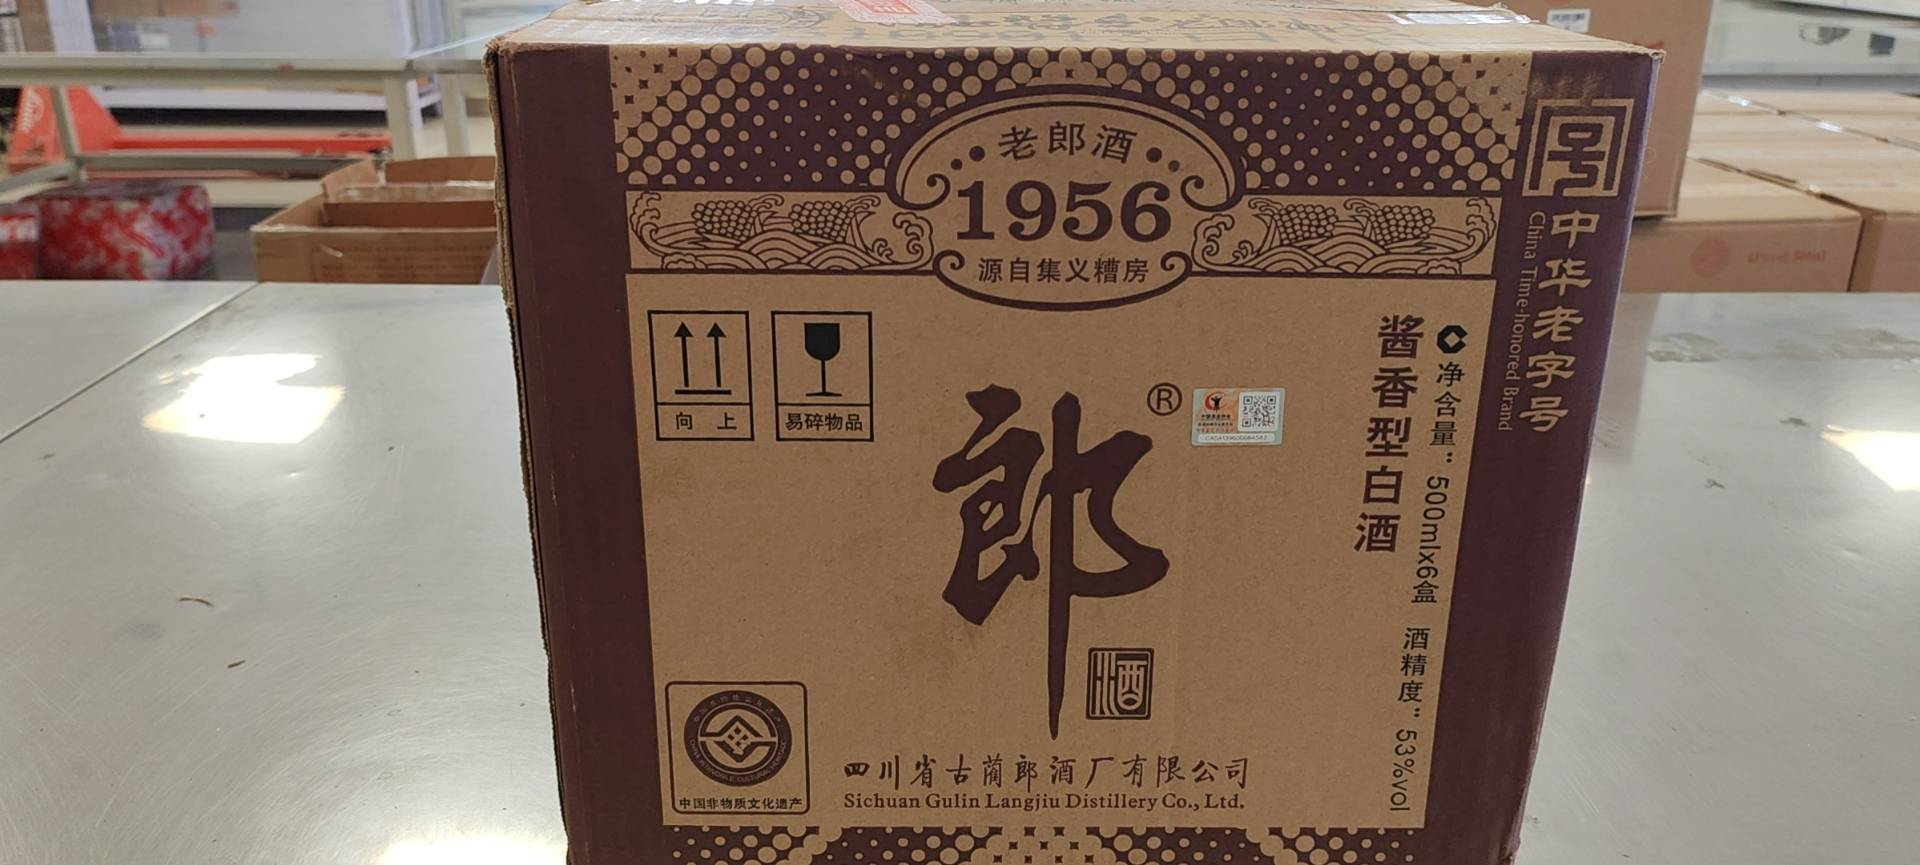 老郎酒
1956
源自集义糟房
号
中华老字号
China Time-honored Brand
向上
易碎物品
郎®
酒
酱香型白酒
净含量：500mlx6盒 酒精度：53%vol
中国非物质文化遗产
四川省古蔺郎酒厂有限公司
Sichuan Gulin Langjiu Distillery Co., Ltd.